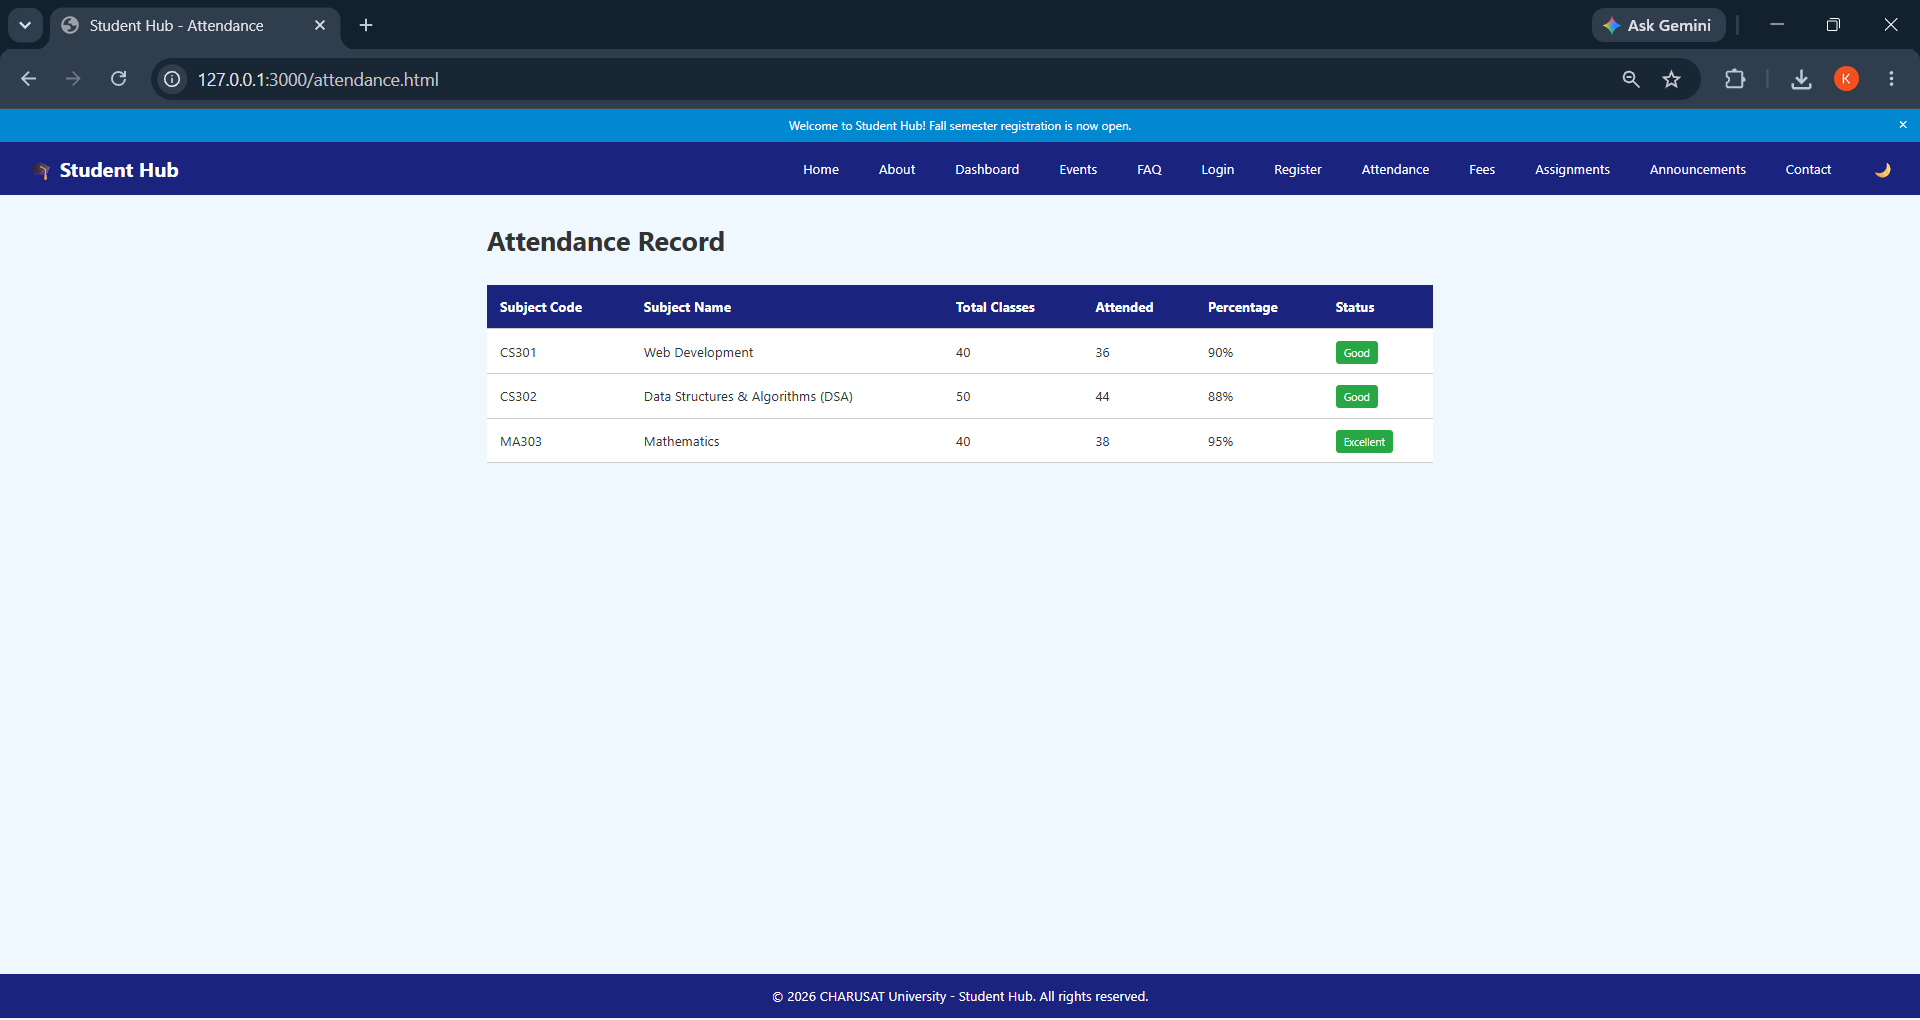 Student Hub - Attendance
Ask Gemini
127.0.0.1:3000/attendance.html
K
Welcome to Student Hub! Fall semester registration is now open.
×
Student Hub
Home About Dashboard Events FAQ Login Register Attendance Fees Assignments Announcements Contact
Attendance Record
Subject Code Subject Name Total Classes Attended Percentage Status
CS301 Web Development 40 36 90% Good
CS302 Data Structures & Algorithms (DSA) 50 44 88% Good
MA303 Mathematics 40 38 95% Excellent
© 2026 CHARUSAT University - Student Hub. All rights reserved.